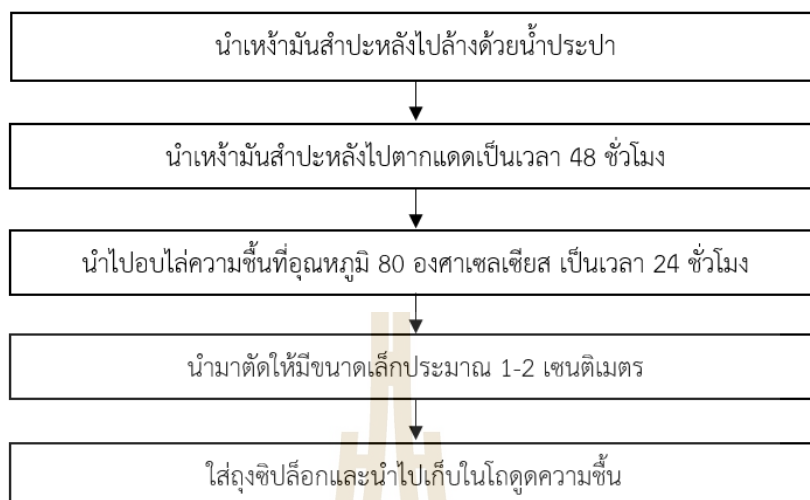 นำเหง้ามันสำปะหลังไปล้างด้วยน้ำประปา
นำเหง้ามันสำปะหลังไปตากแดดเป็นเวลา 48 ชั่วโมง
นำไปอบไล่ความชื้นที่อุณหภูมิ 80 องศาเซลเซียส เป็นเวลา 24 ชั่วโมง
นำมาตัดให้มีขนาดเล็กประมาณ 1-2 เซนติเมตร
ใส่ถุงซิปล็อกและนำไปเก็บในโถดูดความชื้น